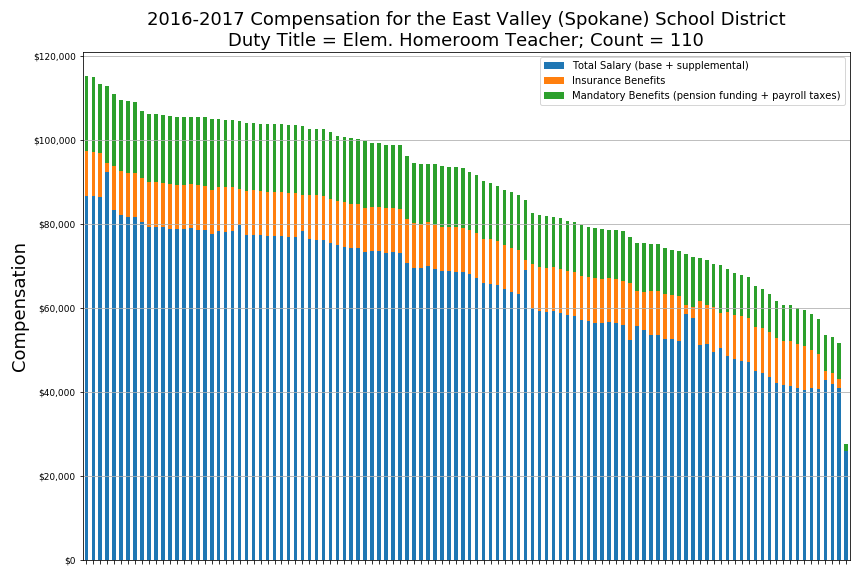 2016-2017 Compensation for the East Valley (Spokane) School District
Duty Title = Elem. Homeroom Teacher; Count = 110
Total Salary (base + supplemental)
Insurance Benefits
Mandatory Benefits (pension funding + payroll taxes)
Compensation
$120,000
$100,000
$80,000
$60,000
$40,000
$20,000
$0